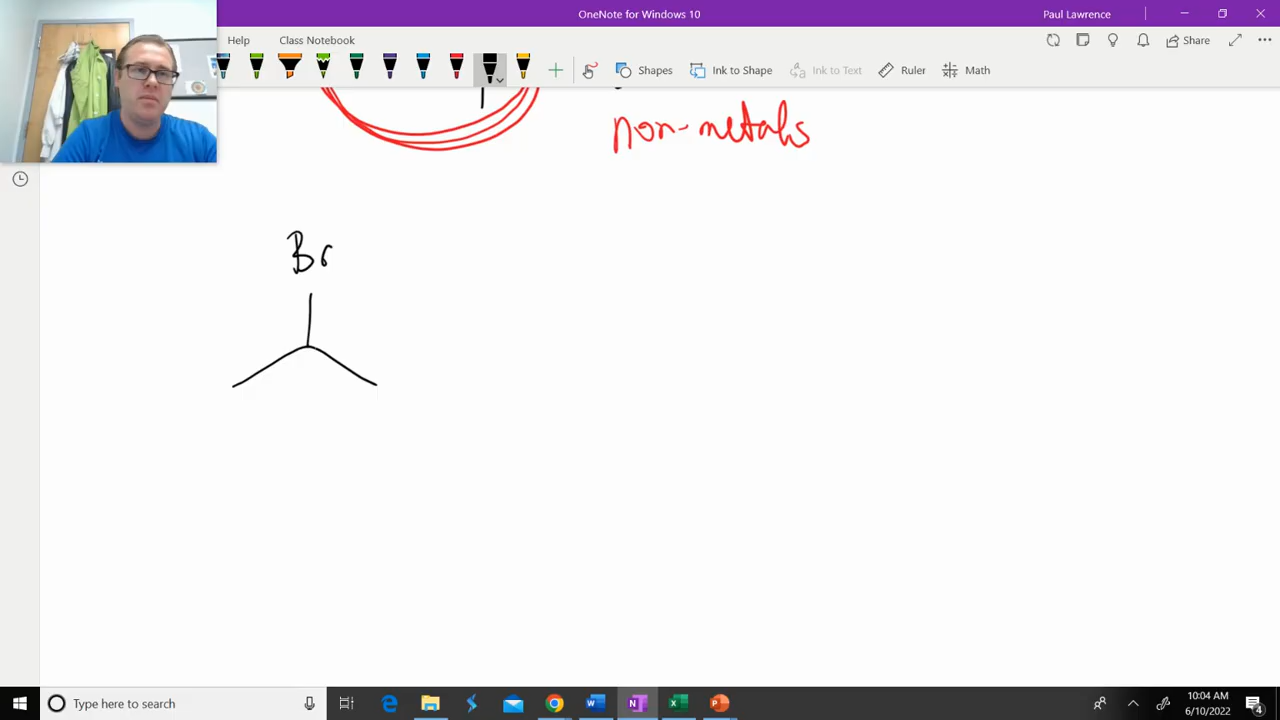 OneNote for Windows 10
Paul Lawrence
Help
Class Notebook
Shapes
Ink to Shape
Ink to Text
Ruler
Math
Share
non-metals
Br
Type here to search
10:04 AM
6/10/2022
4